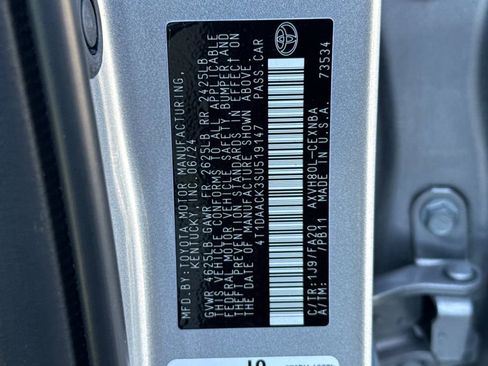 MFD.BY:TOYOTA MOTOR MANUFACTURING,
KENTUCKY,INC. 06/24
GVWR 4625LB GAWR FR 2625LB RR 2425LB
THIS VEHICLE CONFORMS TO ALL APPLICABLE
FEDERAL MOTOR VEHICLE SAFETY, BUMPER,AND
THEFT PREVENTION STANDARDS IN EFFECT ON
THE DATE OF MANUFACTURE SHOWN ABOVE.
4T1DAACK3SU519147 PASS.CAR
C/TR:1J9/FA20 AXVH80L-CEXNBA
A/TM: /PB11 MADE IN U.S.A. 73534